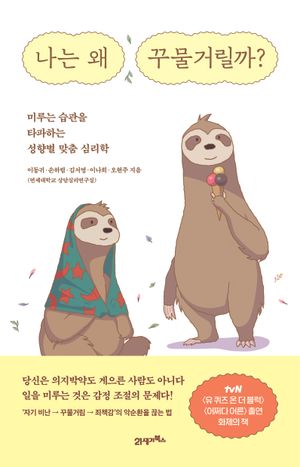 나는 왜 꾸물거릴까?
미루는 습관을
타파하는
성향별 맞춤 심리학
이동귀·손하림·김서영·이나희·오현주 지음
(연세대학교 상담심리연구실)
당신은 의지박약도 게으른 사람도 아니다
일을 미루는 것은 감정 조절의 문제다!
'자기 비난 → 꾸물거림 → 죄책감'의 악순환을 끊는 법
tvN
〈유 퀴즈 온 더 블럭〉
〈어쩌다 어른〉 출연
화제의 책
21세기북스